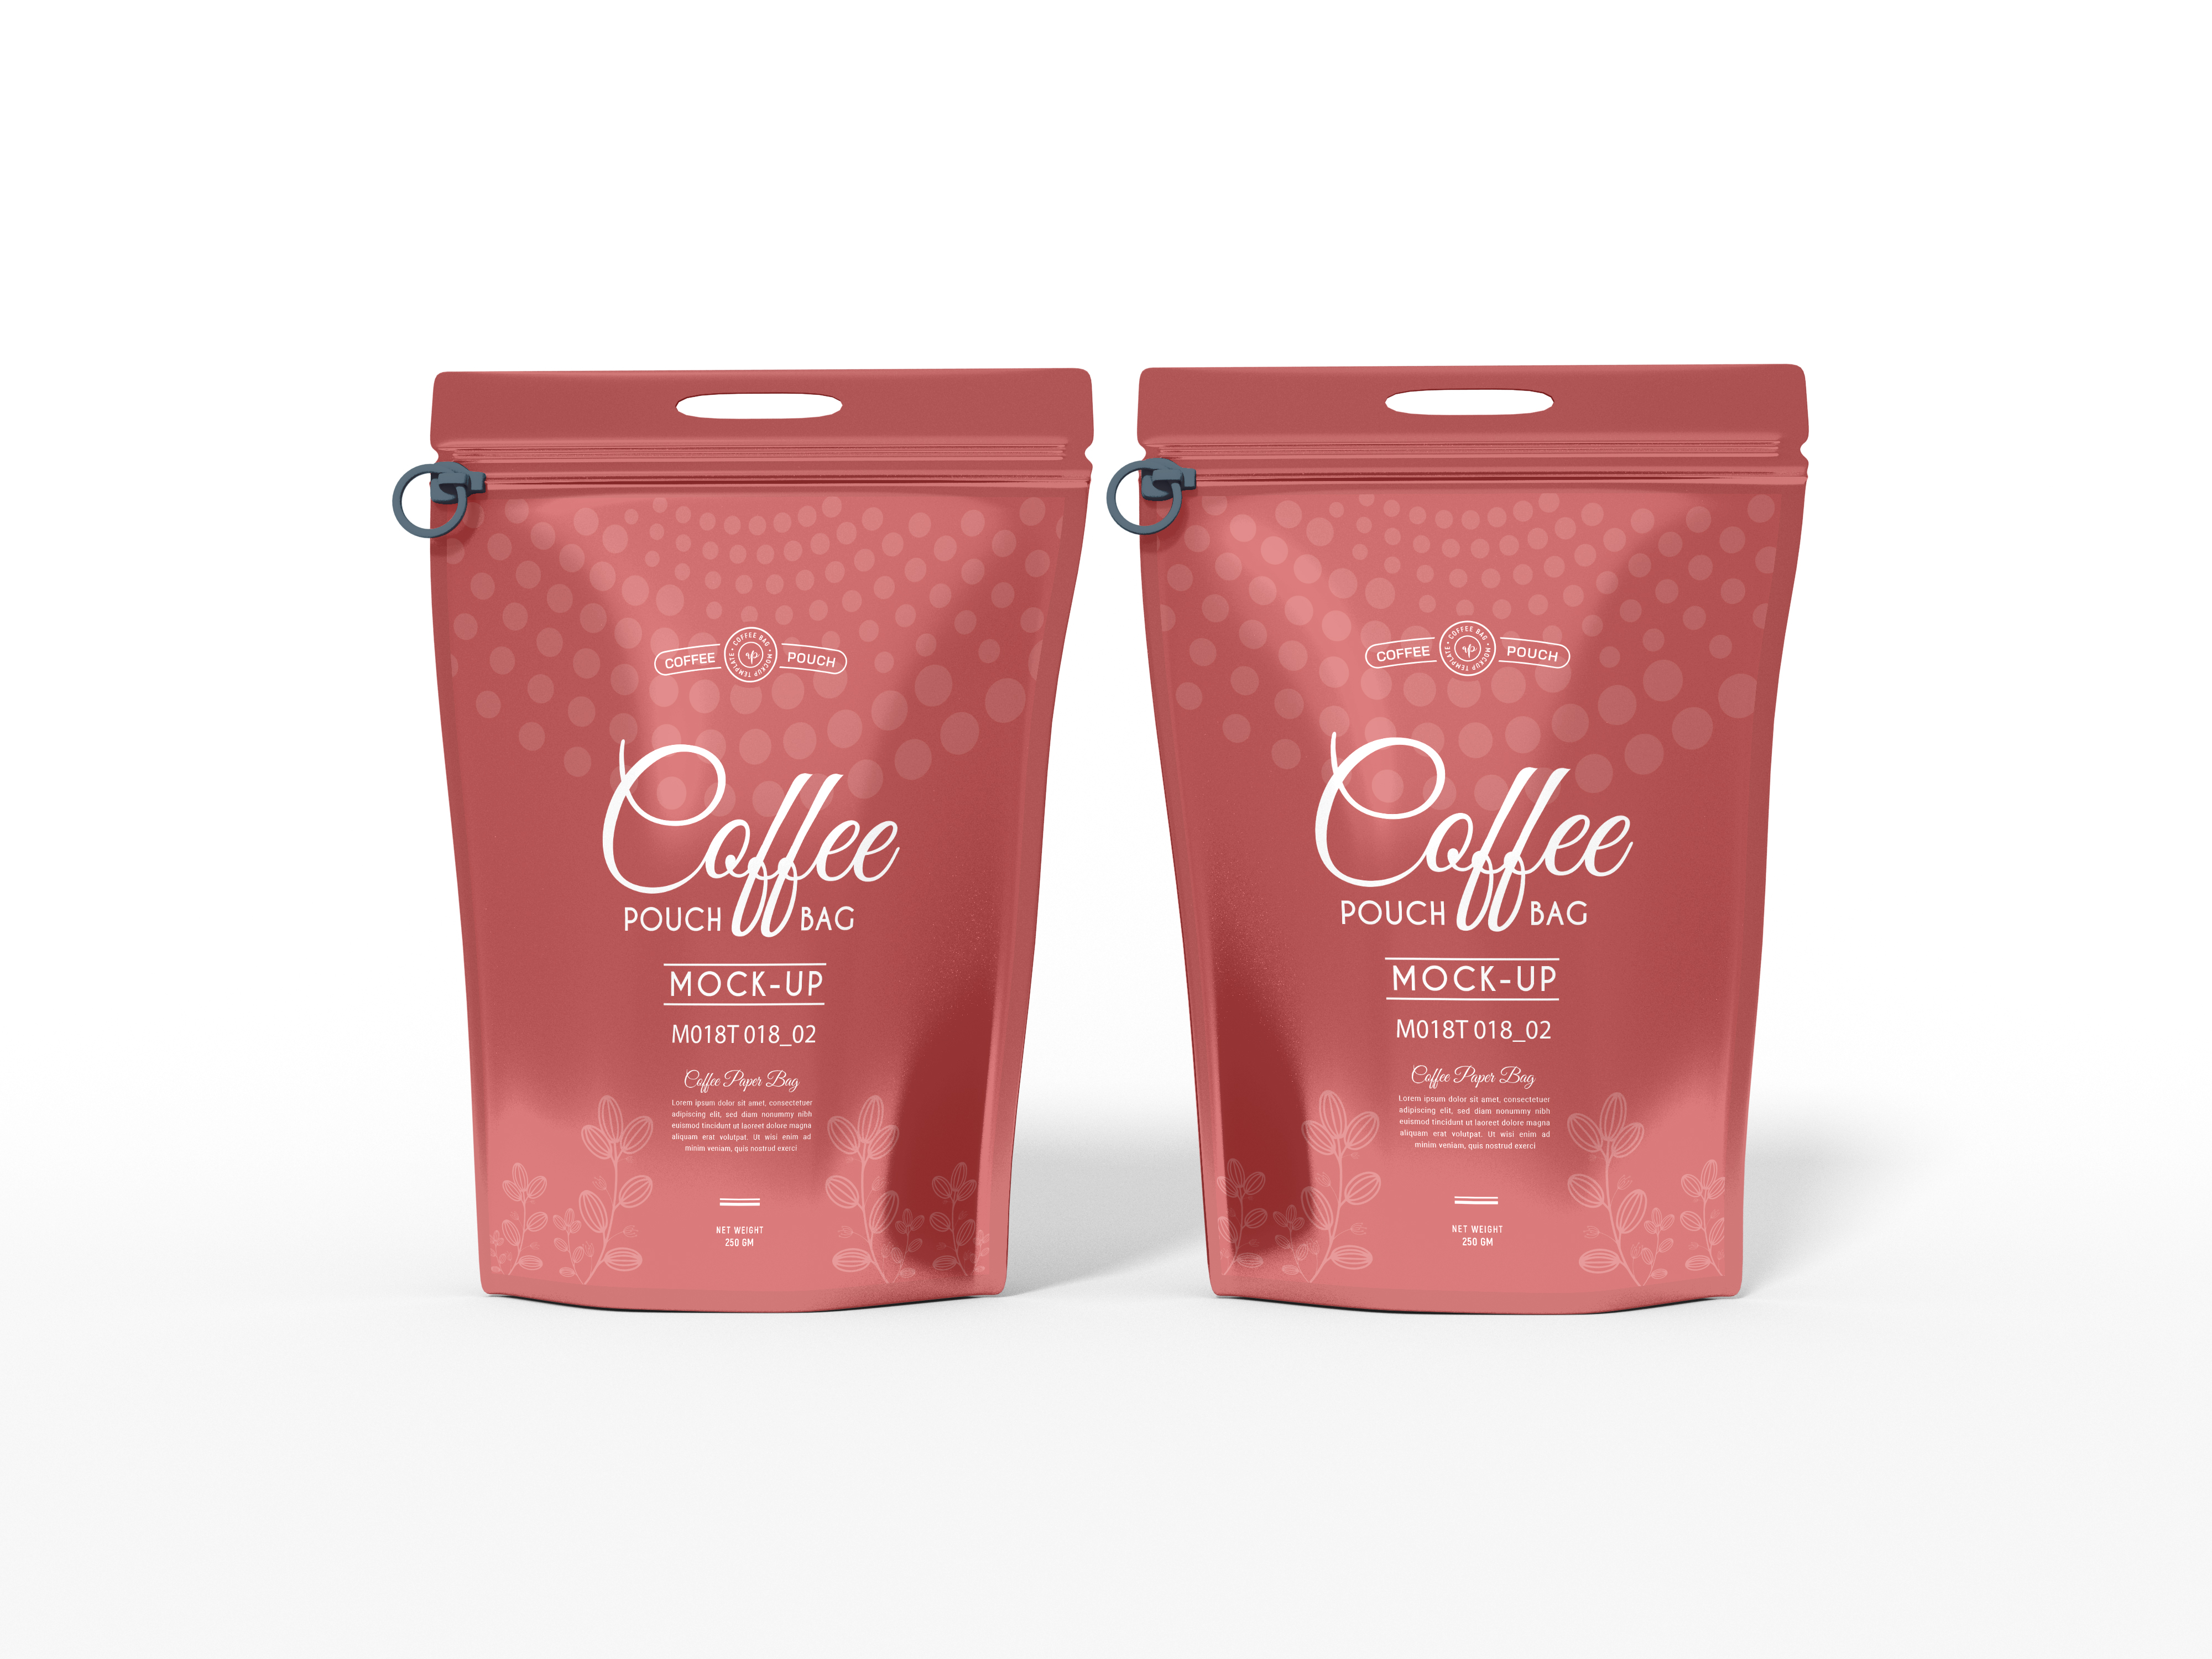 COFFEE POUCH
COFFEE BAG • MOCKUP TEMPLATE •
Coffee
POUCH BAG
MOCK-UP
M018T 018_02
Coffee Paper Bag
Lorem ipsum dolor sit amet, consectetuer
adipiscing elit, sed diam nonummy nibh
euismod tincidunt ut laoreet dolore magna
aliquam erat volutpat. Ut wisi enim ad
minim veniam, quis nostrud exerci
NET WEIGHT
250 GM
COFFEE POUCH
COFFEE BAG • MOCKUP TEMPLATE •
Coffee
POUCH BAG
MOCK-UP
M018T 018_02
Coffee Paper Bag
Lorem ipsum dolor sit amet, consectetuer
adipiscing elit, sed diam nonummy nibh
euismod tincidunt ut laoreet dolore magna
aliquam erat volutpat. Ut wisi enim ad
minim veniam, quis nostrud exerci
NET WEIGHT
250 GM